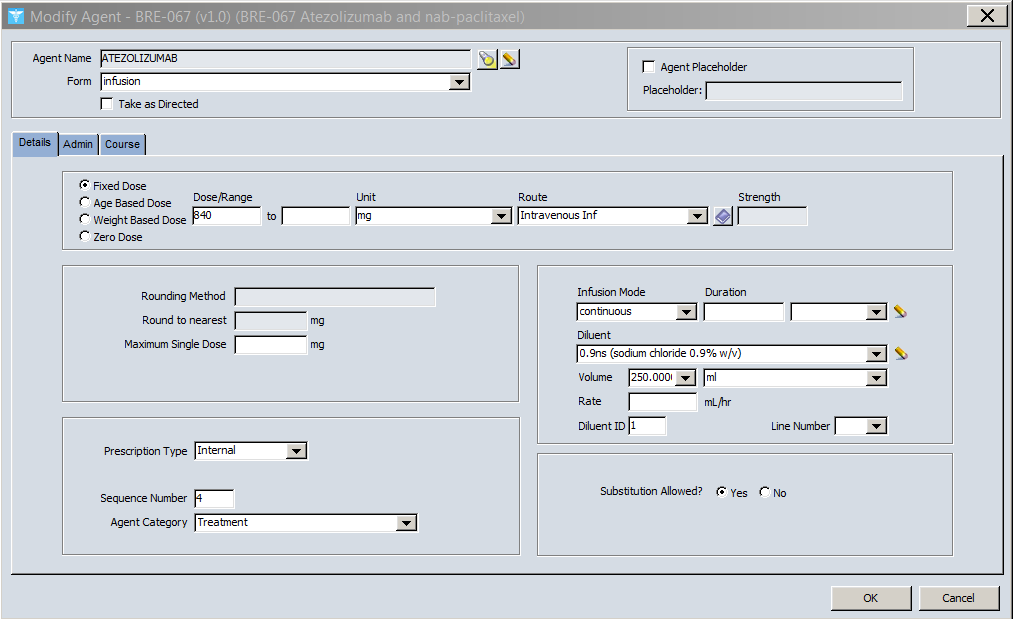 Modify Agent - BRE-067 (v1.0) (BRE-067 Atezolizumab and nab-paclitaxel)
Agent Name ATEZOLIZUMAB
Form infusion
Take as Directed
Agent Placeholder
Placeholder:
Details Admin Course
Fixed Dose
Age Based Dose
Weight Based Dose
Zero Dose
Dose/Range Unit Route Strength
840 to mg Intravenous Inf
Rounding Method
Round to nearest mg
Maximum Single Dose mg
Infusion Mode Duration
continuous
Diluent
0.9ns (sodium chloride 0.9% w/v)
Volume 250.000 ml
Rate mL/hr
Diluent ID 1 Line Number
Prescription Type Internal
Sequence Number 4
Agent Category Treatment
Substitution Allowed? Yes No
OK Cancel